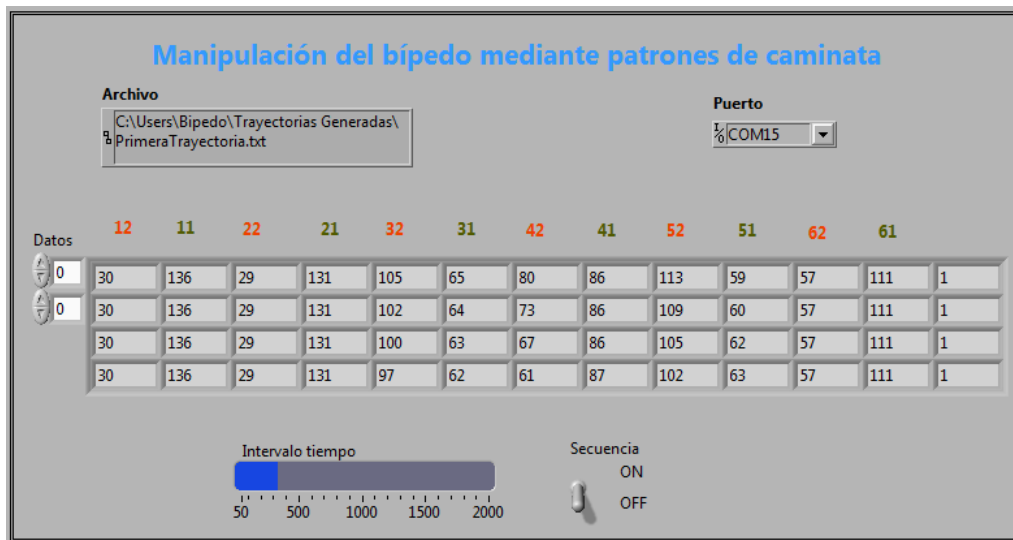 Manipulación del bípedo mediante patrones de caminata
Archivo
C:\Users\Bipedo\Trayectorias Generadas\
PrimeraTrayectoria.txt
Puerto
COM15
Datos
12 11 22 21 32 31 42 41 52 51 62 61
0 30 136 29 131 105 65 80 86 113 59 57 111 1
0 30 136 29 131 102 64 73 86 109 60 57 111 1
30 136 29 131 100 63 67 86 105 62 57 111 1
30 136 29 131 97 62 61 87 102 63 57 111 1
Intervalo tiempo
50 500 1000 1500 2000
Secuencia
ON
OFF